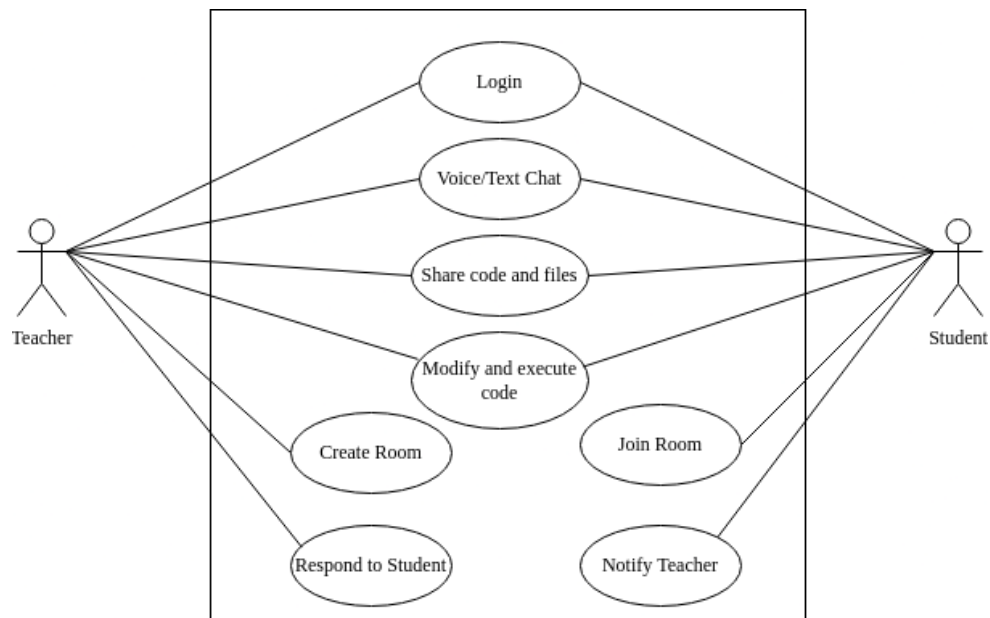 Login
Voice/Text Chat
Share code and files
Teacher
Student
Modify and execute
code
Create Room
Join Room
Respond to Student
Notify Teacher